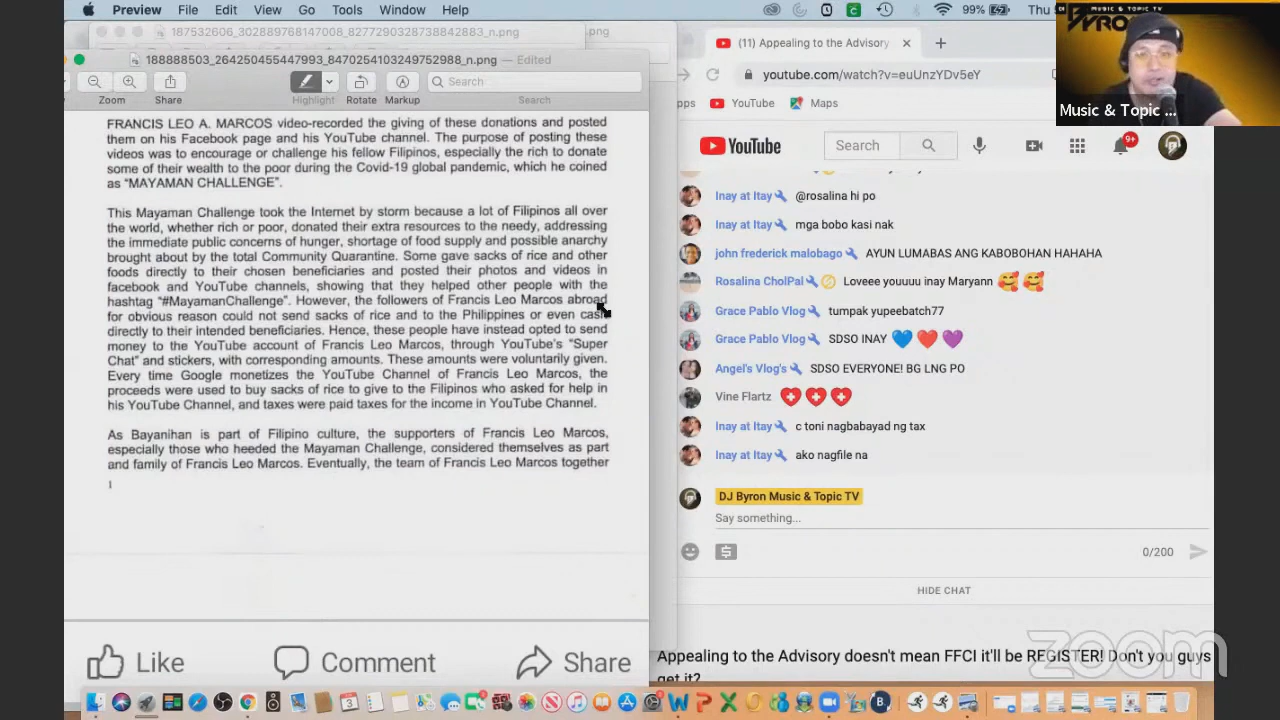 Preview File Edit View Go Tools Window Help
99% Thu
187532606_302889768147008_8277290328738842883_n.png
png
188888503_264250455447993_8470254103249752988_n.png — Edited
Search
Zoom Share Highlight Rotate Markup Search
FRANCIS LEO A. MARCOS video-recorded the giving of these donations and posted
them on his Facebook page and his YouTube channel. The purpose of posting these
videos was to encourage or challenge his fellow Filipinos, especially the rich to donate
some of their wealth to the poor during the Covid-19 global pandemic, which he coined
as “MAYAMAN CHALLENGE”.
This Mayaman Challenge took the Internet by storm because a lot of Filipinos all over
the world, whether rich or poor, donated their extra resources to the needy, addressing
the immediate public concerns of hunger, shortage of food supply and possible anarchy
brought about by the total Community Quarantine. Some gave sacks of rice and other
foods directly to their chosen beneficiaries and posted their photos and videos in
facebook and YouTube channels, showing that they helped other people with the
hashtag “#MayamanChallenge”. However, the followers of Francis Leo Marcos abroad
for obvious reason could not send sacks of rice and to the Philippines or even cash
directly to their intended beneficiaries. Hence, these people have instead opted to send
money to the YouTube account of Francis Leo Marcos, through YouTube’s “Super
Chat” and stickers, with corresponding amounts. These amounts were voluntarily given.
Every time Google monetizes the YouTube Channel of Francis Leo Marcos, the
proceeds were used to buy sacks of rice to give to the Filipinos who asked for help in
his YouTube Channel, and taxes were paid taxes for the income in YouTube Channel.
As Bayanihan is part of Filipino culture, the supporters of Francis Leo Marcos,
especially those who heeded the Mayaman Challenge, considered themselves as part
and family of Francis Leo Marcos. Eventually, the team of Francis Leo Marcos together
1
Like Comment Share
(11) Appealing to the Advisory
youtube.com/watch?v=euUnzYDv5eY
pps YouTube Maps
MUSIC & TOPIC TV
BYRON
Music & Topic ...
YouTube
Search
9+
Inay at Itay @rosalina hi po
Inay at Itay mga bobo kasi nak
john frederick malobago AYUN LUMABAS ANG KABOBOHAN HAHAHA
Rosalina CholPal Loveee youuuu inay Maryann
Grace Pablo Vlog tumpak yupeebatch77
Grace Pablo Vlog SDSO INAY
Angel's Vlog's SDSO EVERYONE! BG LNG PO
Vine Flartz
Inay at Itay c toni nagbabayad ng tax
Inay at Itay ako nagfile na
DJ Byron Music & Topic TV
Say something...
0/200
HIDE CHAT
Appealing to the Advisory doesn't mean FFCI it'll be REGISTER! Don't you guys
get it?
zoom